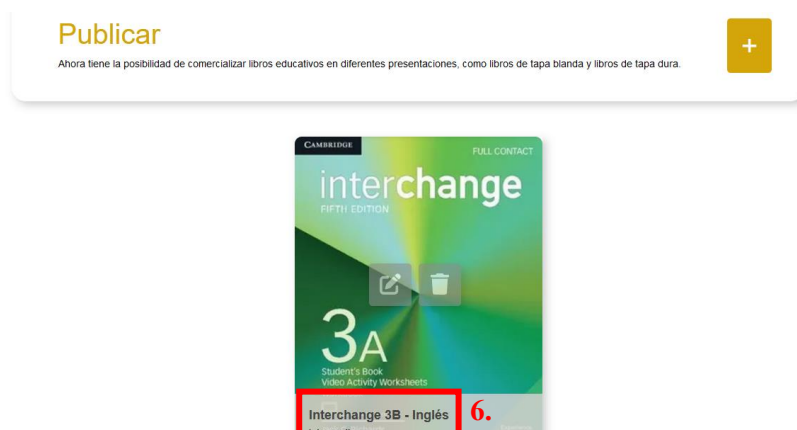 Publicar
Ahora tiene la posibilidad de comercializar libros educativos en diferentes presentaciones, como libros de tapa blanda y libros de tapa dura.
+
CAMBRIDGE
FULL CONTACT
interchange
FIFTH EDITION
3A
Student's Book
Video Activity Worksheets
Interchange 3B - Inglés
6.